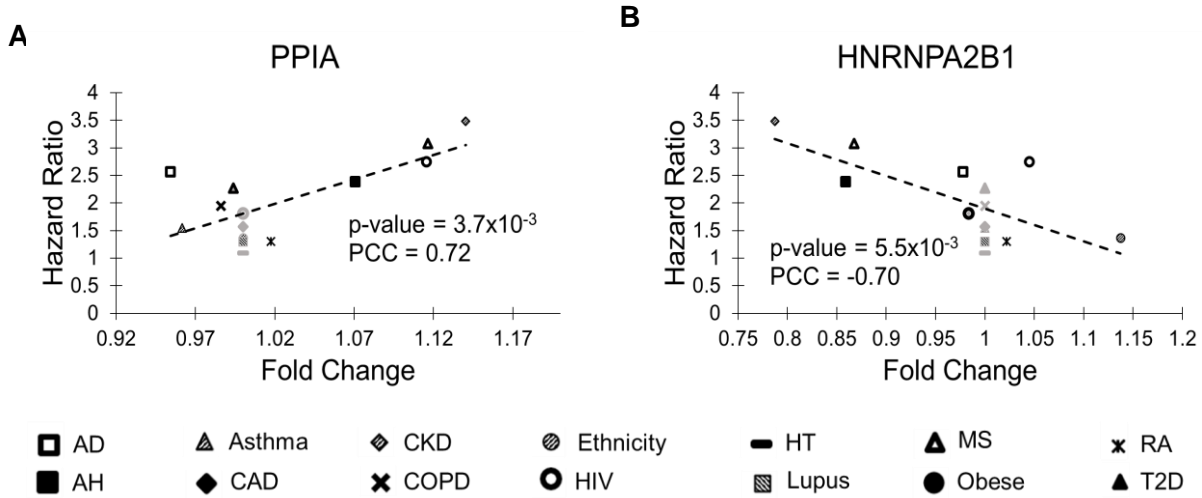 A
PPIA
Hazard Ratio
4
3.5
3
2.5
2
1.5
1
0.5
0
p-value = 3.7x10-3
PCC = 0.72
0.92 0.97 1.02 1.07 1.12 1.17
Fold Change
B
HNRNPA2B1
Hazard Ratio
4
3.5
3
2.5
2
1.5
1
0.5
0
p-value = 5.5x10-3
PCC = -0.70
0.75 0.8 0.85 0.9 0.95 1 1.05 1.1 1.15 1.2
Fold Change
AD Asthma CKD Ethnicity HT MS RA
AH CAD COPD HIV Lupus Obese T2D